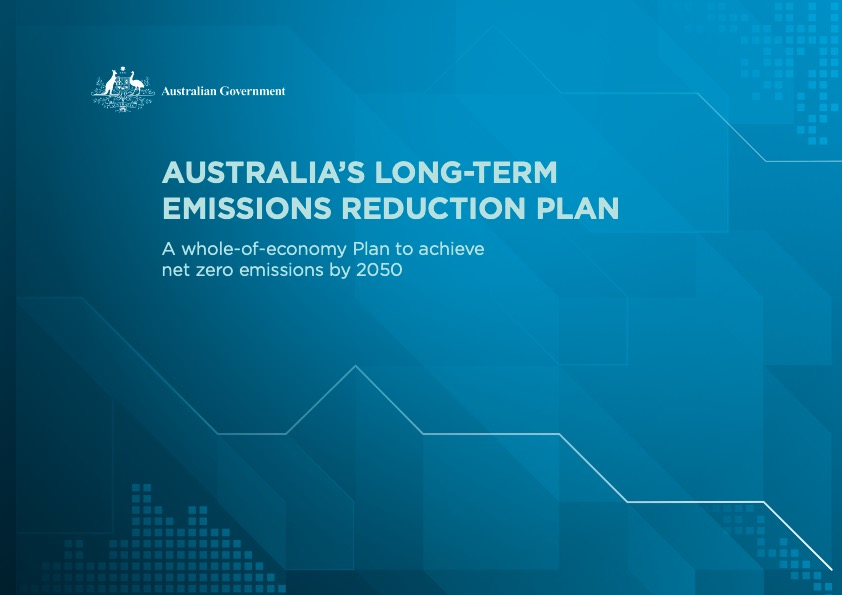 Australian Government
AUSTRALIA’S LONG-TERM
EMISSIONS REDUCTION PLAN
A whole-of-economy Plan to achieve
net zero emissions by 2050